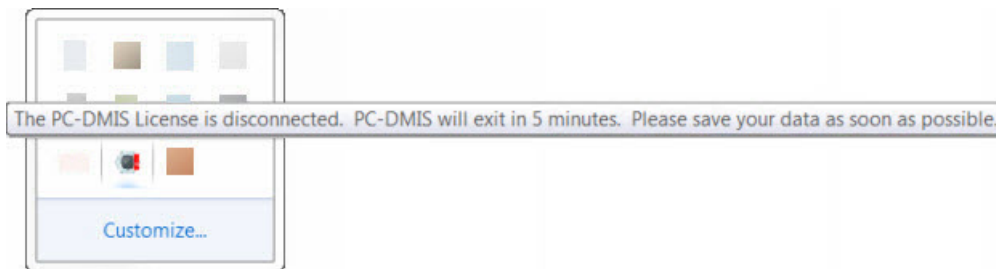 The PC-DMIS License is disconnected. PC-DMIS will exit in 5 minutes. Please save your data as soon as possible.
Customize...